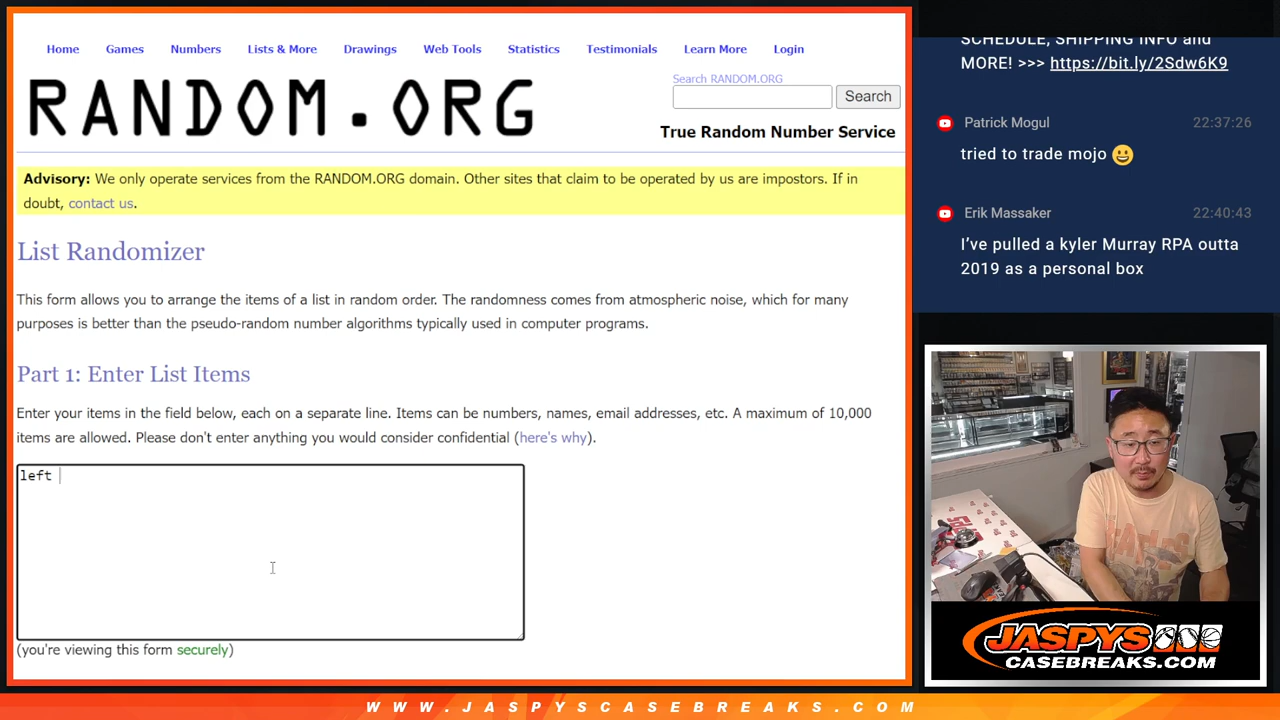 Home Games Numbers Lists & More Drawings Web Tools Statistics Testimonials Learn More Login
RANDOM.ORG
Search RANDOM.ORG
Search
True Random Number Service
Advisory: We only operate services from the RANDOM.ORG domain. Other sites that claim to be operated by us are impostors. If in
doubt, contact us.
List Randomizer
This form allows you to arrange the items of a list in random order. The randomness comes from atmospheric noise, which for many
purposes is better than the pseudo-random number algorithms typically used in computer programs.
Part 1: Enter List Items
Enter your items in the field below, each on a separate line. Items can be numbers, names, email addresses, etc. A maximum of 10,000
items are allowed. Please don't enter anything you would consider confidential (here's why).
left
(you're viewing this form securely)
SCHEDULE, SHIPPING INFO and
MORE! >>> https://bit.ly/2Sdw6K9
Patrick Mogul 22:37:26
tried to trade mojo 😀
Erik Massaker 22:40:43
I've pulled a kyler Murray RPA outta
2019 as a personal box
JASPYS
CASEBREAKS.COM
WWW.JASPYSCASEBREAKS.COM